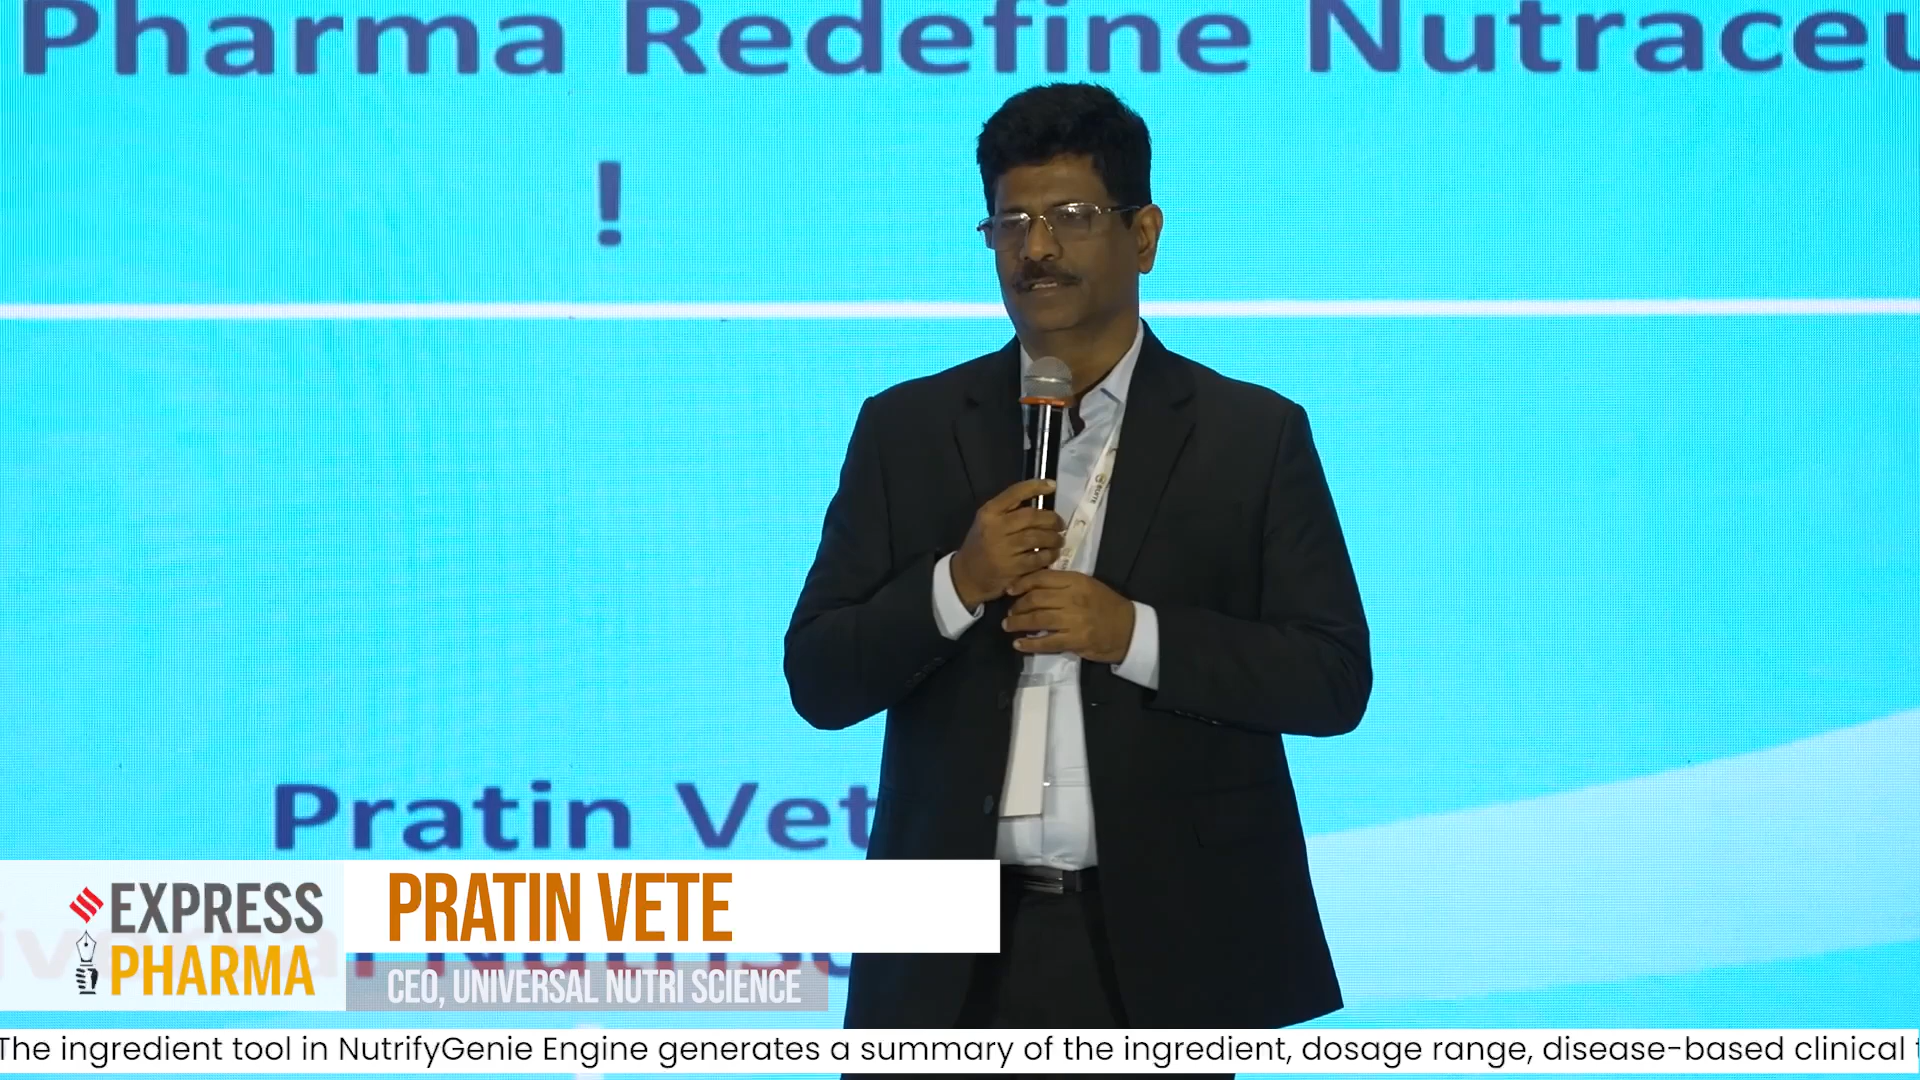 Pharma Redefine Nutraceu
!
Pratin Vet
EXPRESS
PHARMA
PRATIN VETE
CEO, UNIVERSAL NUTRI SCIENCE
The ingredient tool in NutrifyGenie Engine generates a summary of the ingredient, dosage range, disease-based clinical